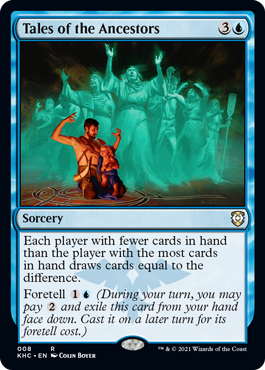 Tales of the Ancestors 3
Sorcery
Each player with fewer cards in hand
than the player with the most cards
in hand draws cards equal to the
difference.
Foretell 1 (During your turn, you may
pay 2 and exile this card from your hand
face down. Cast it on a later turn for its
foretell cost.)
008 R
KHC • EN COLIN BOYER
™ & © 2021 Wizards of the Coast